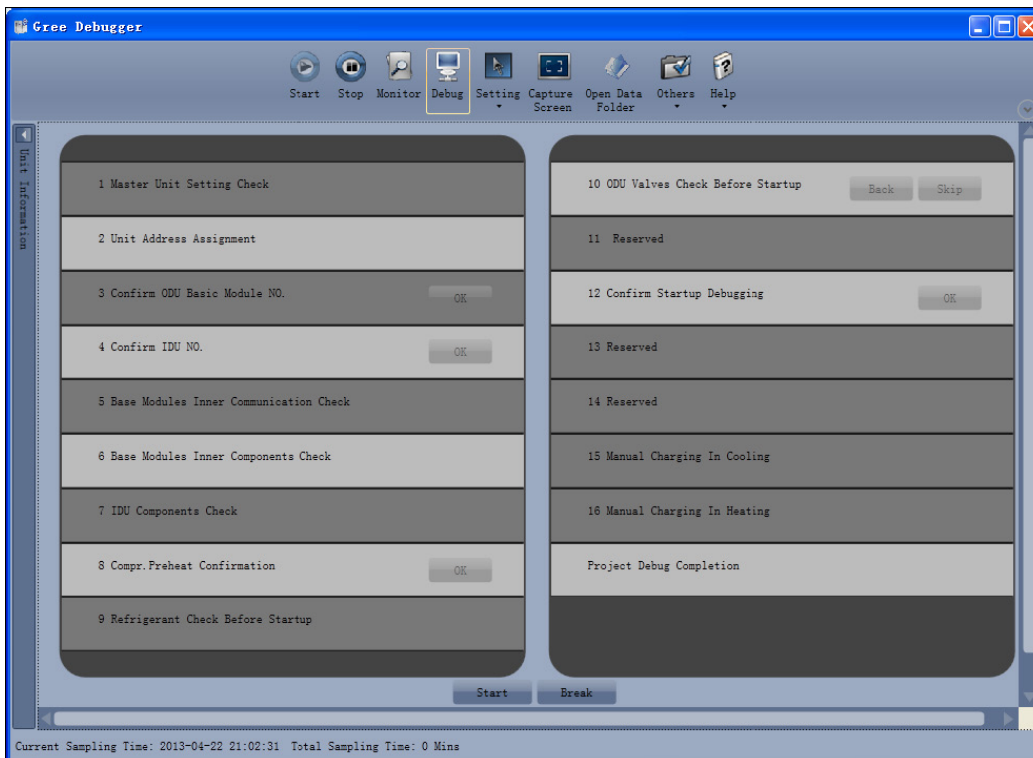 Gree Debugger
Start Stop Monitor Debug Setting Capture Screen Open Data Folder Others Help
Unit Information
1 Master Unit Setting Check
2 Unit Address Assignment
3 Confirm ODU Basic Module NO. OK
4 Confirm IDU NO. OK
5 Base Modules Inner Communication Check
6 Base Modules Inner Components Check
7 IDU Components Check
8 Compr.Preheat Confirmation OK
9 Refrigerant Check Before Startup
10 ODU Valves Check Before Startup Back Skip
11 Reserved
12 Confirm Startup Debugging OK
13 Reserved
14 Reserved
15 Manual Charging In Cooling
16 Manual Charging In Heating
Project Debug Completion
Start Break
Current Sampling Time: 2013-04-22 21:02:31 Total Sampling Time: 0 Mins